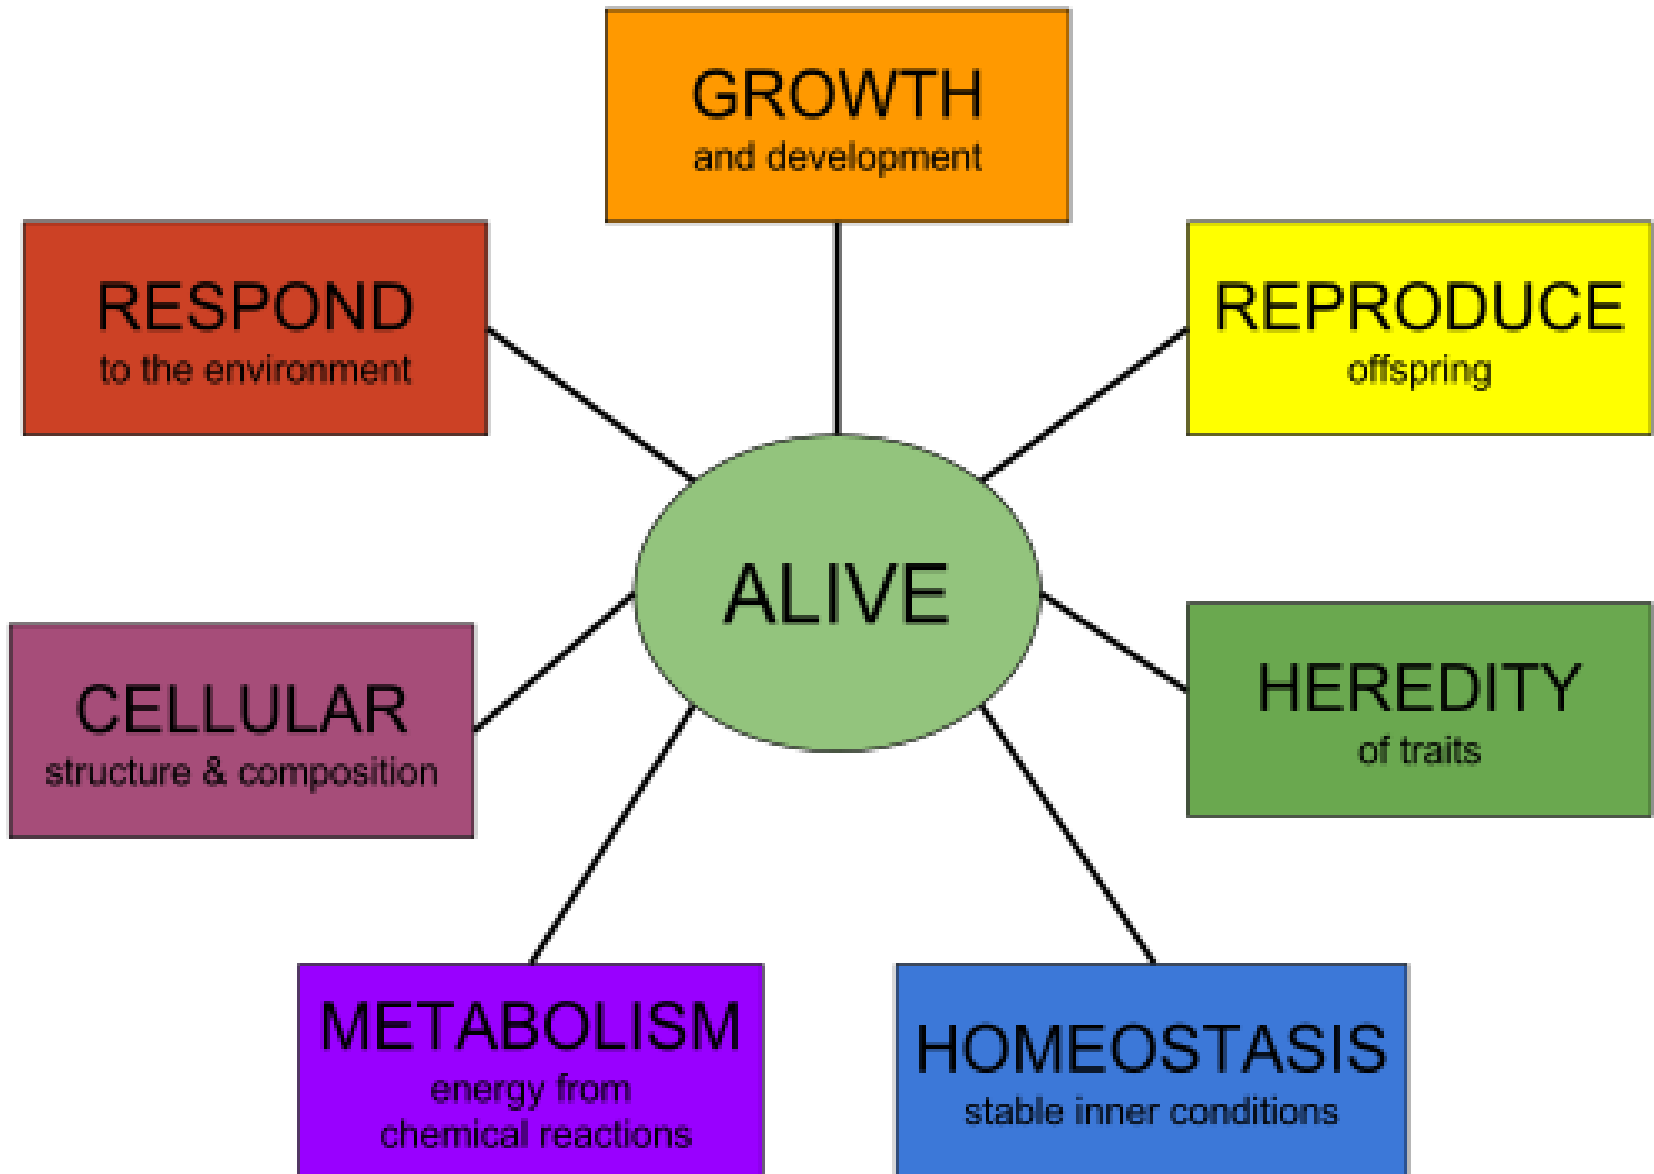 GROWTH
and development
RESPOND
to the environment
REPRODUCE
offspring
ALIVE
CELLULAR
structure & composition
HEREDITY
of traits
METABOLISM
energy from
chemical reactions
HOMEOSTASIS
stable inner conditions